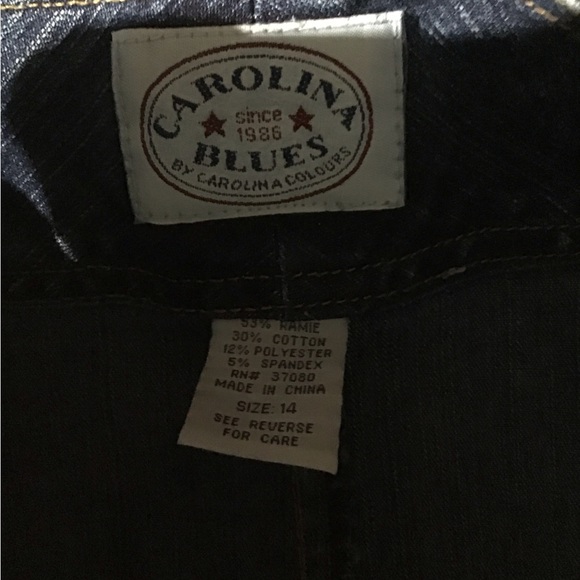 CAROLINA
since
1986
BLUES
BY CAROLINA COLOURS
53% RAMIE
30% COTTON
12% POLYESTER
5% SPANDEX
RN# 37080
MADE IN CHINA
SIZE: 14
SEE REVERSE
FOR CARE